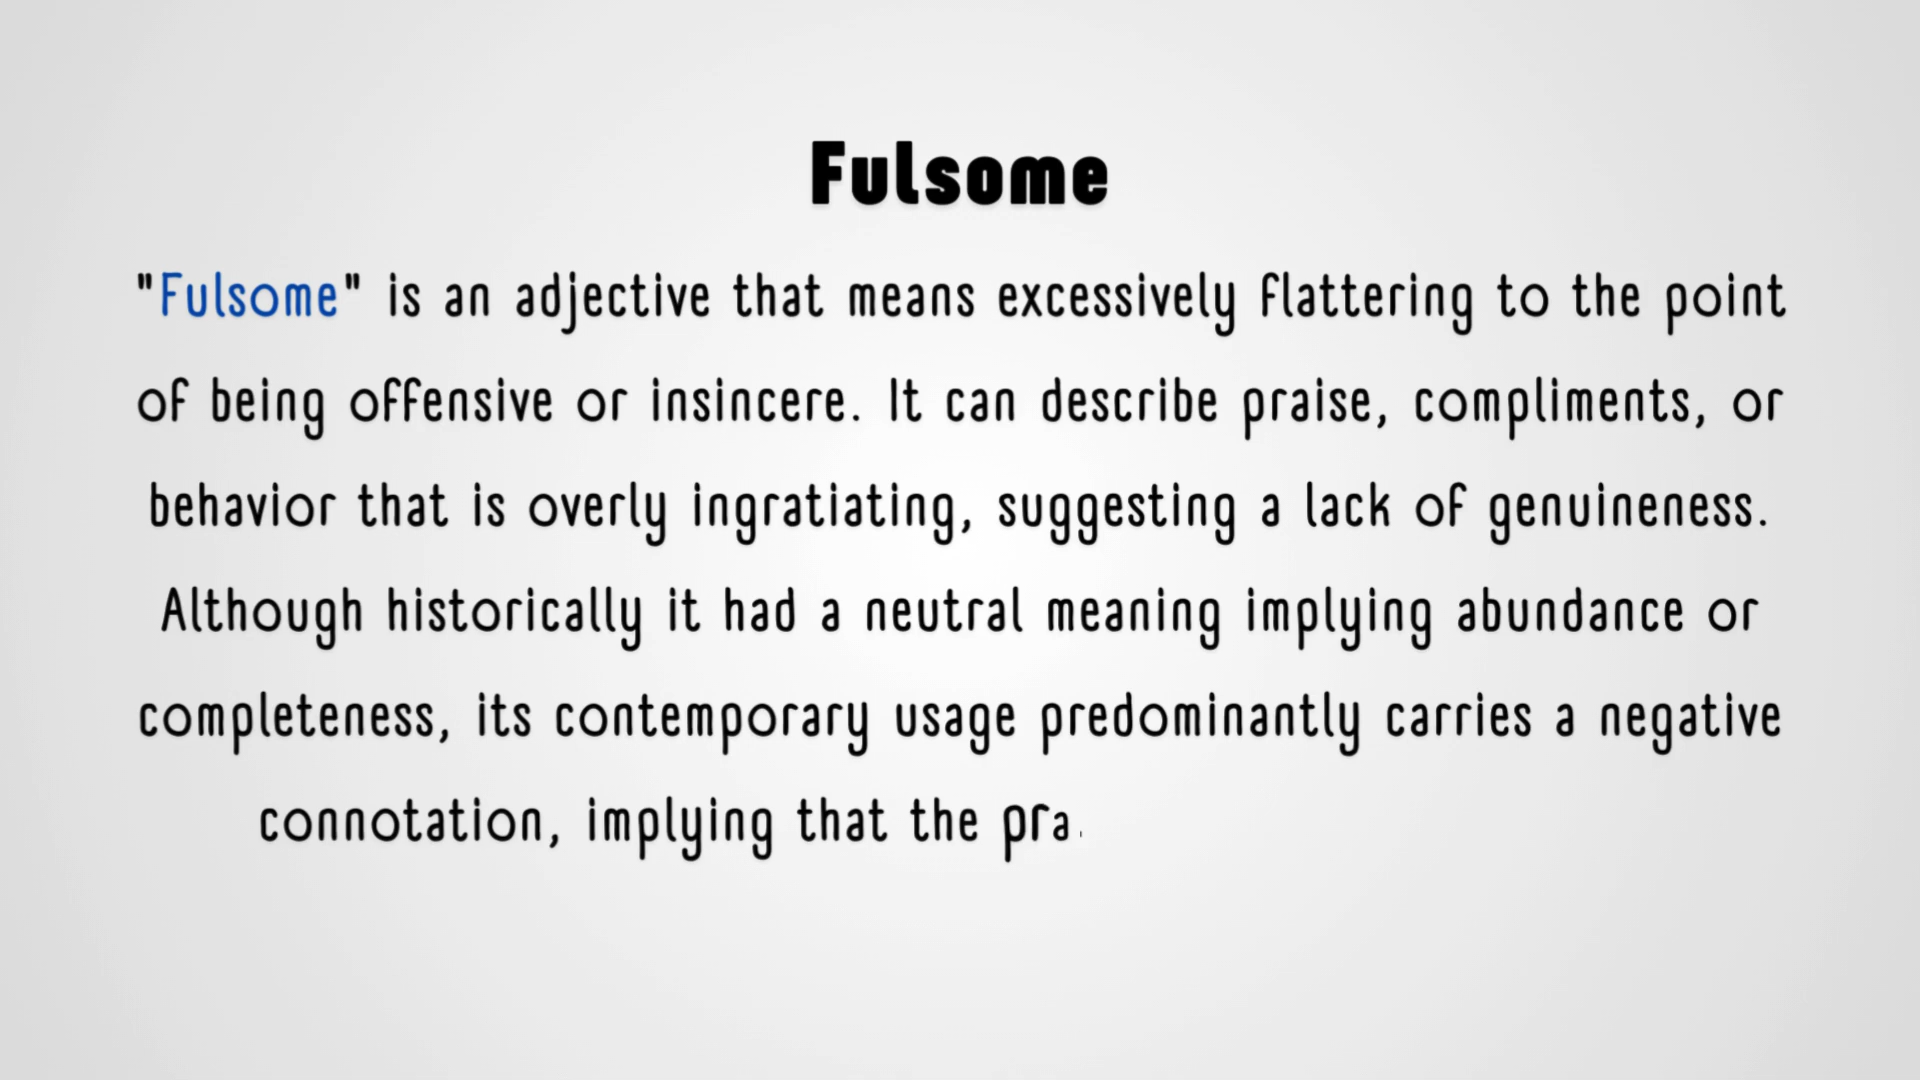 Fulsome
"Fulsome" is an adjective that means excessively flattering to the point
of being offensive or insincere. It can describe praise, compliments, or
behavior that is overly ingratiating, suggesting a lack of genuineness.
Although historically it had a neutral meaning implying abundance or
completeness, its contemporary usage predominantly carries a negative
connotation, implying that the pra